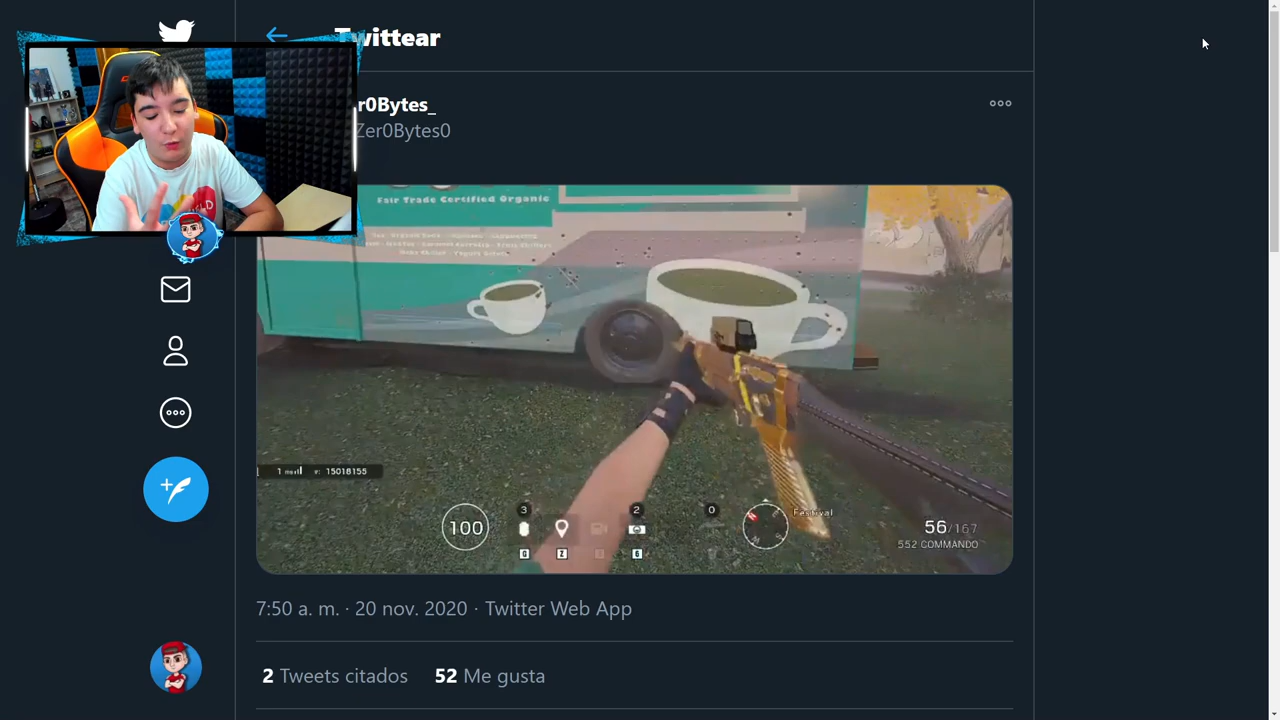 Twittear
r0Bytes_
Zer0Bytes0
Fair Trade Certified Organic
1 v: 15018155
100
3
2
0
Festival
56/167
552 COMMANDO
Q
Z
G
7:50 a. m. · 20 nov. 2020 · Twitter Web App
2 Tweets citados 52 Me gusta